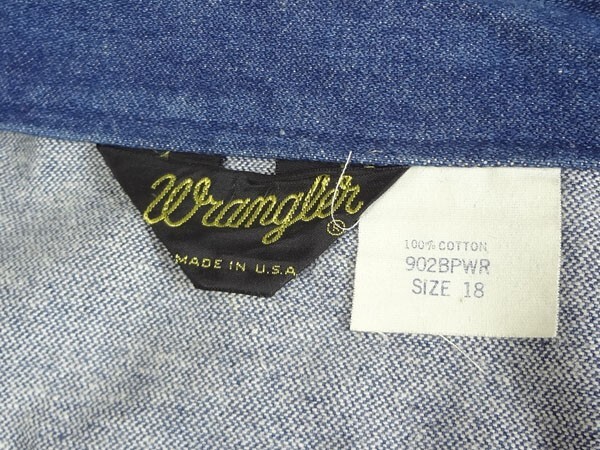 Wrangler
®
MADE IN U.S.A.
100% COTTON
902BPWR
SIZE 18